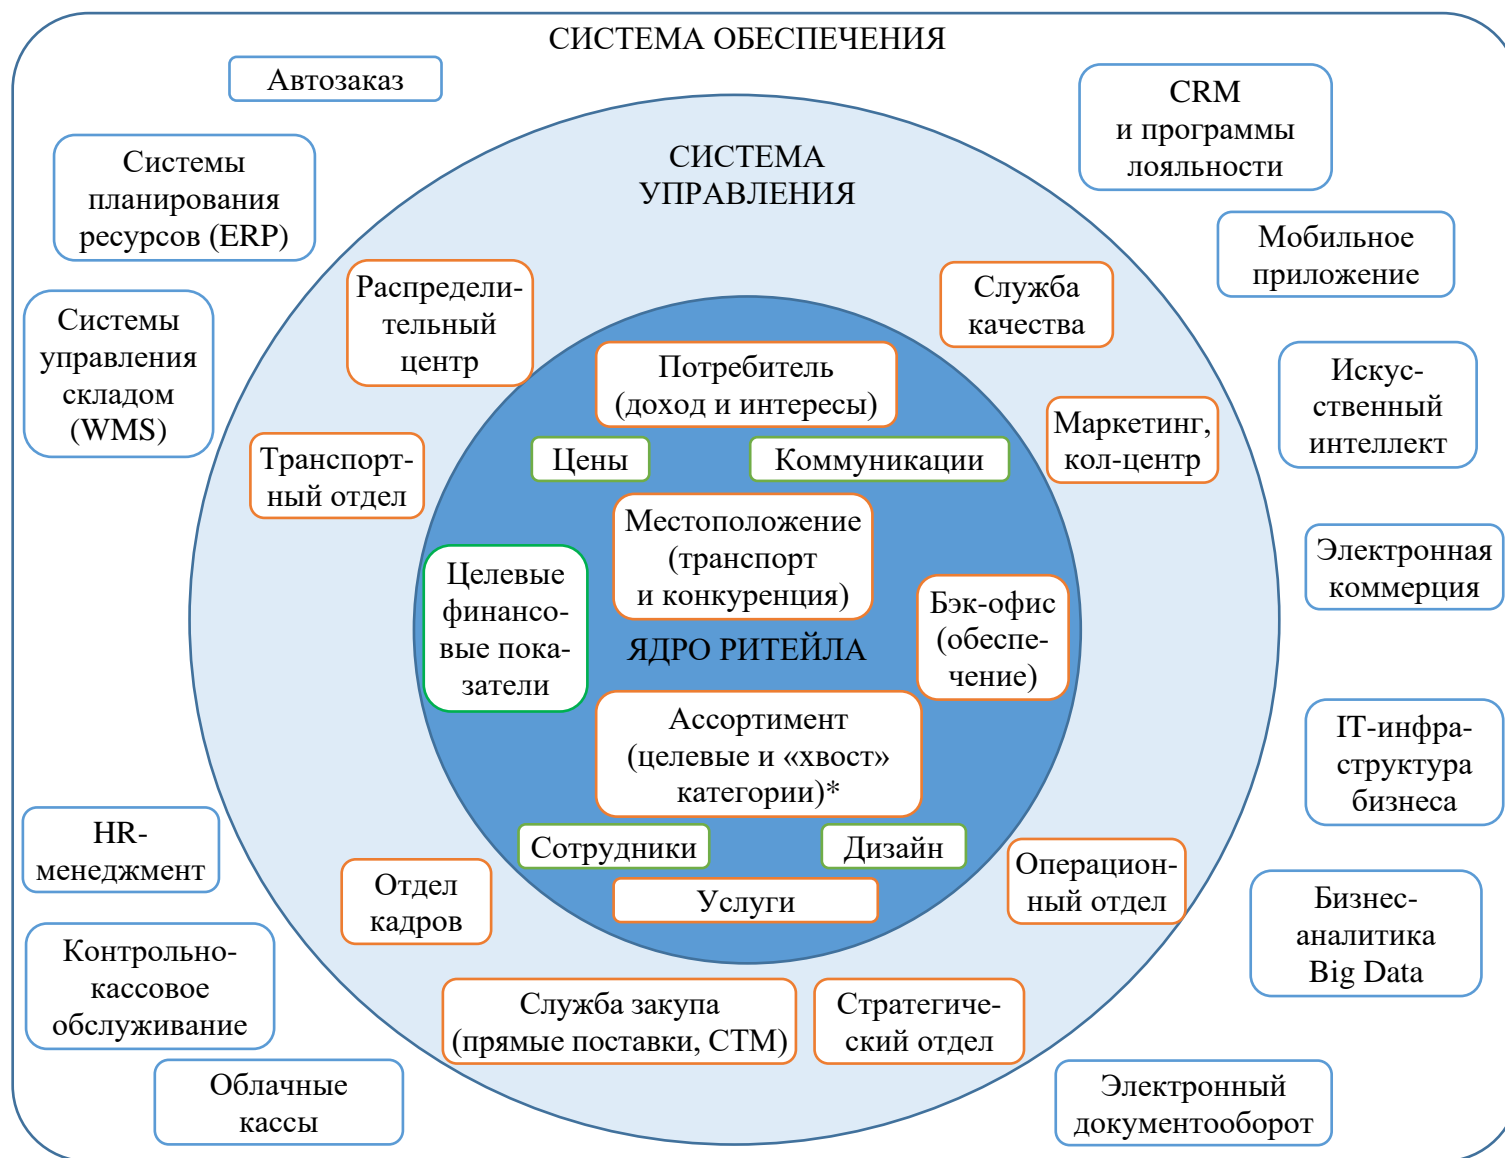 СИСТЕМА ОБЕСПЕЧЕНИЯ
Автозаказ
CRM
и программы
лояльности
Системы
планирования
ресурсов (ERP)
СИСТЕМА
УПРАВЛЕНИЯ
Мобильное
приложение
Распредели-
тельный
центр
Служба
качества
Системы
управления
складом
(WMS)
Потребитель
(доход и интересы)
Искус-
ственный
интеллект
Транспорт-
ный отдел
Цены
Коммуникации
Маркетинг,
кол-центр
Местоположение
(транспорт
и конкуренция)
Электронная
коммерция
Целевые
финансо-
вые пока-
затели
Бэк-офис
(обеспе-
чение)
ЯДРО РИТЕЙЛА
Ассортимент
(целевые и «хвост»
категории)*
IT-инфра-
структура
бизнеса
HR-
менеджмент
Сотрудники
Дизайн
Отдел
кадров
Услуги
Операцион-
ный отдел
Бизнес-
аналитика
Big Data
Контрольно-
кассовое
обслуживание
Служба закупа
(прямые поставки, СТМ)
Стратегиче-
ский отдел
Облачные
кассы
Электронный
документооборот